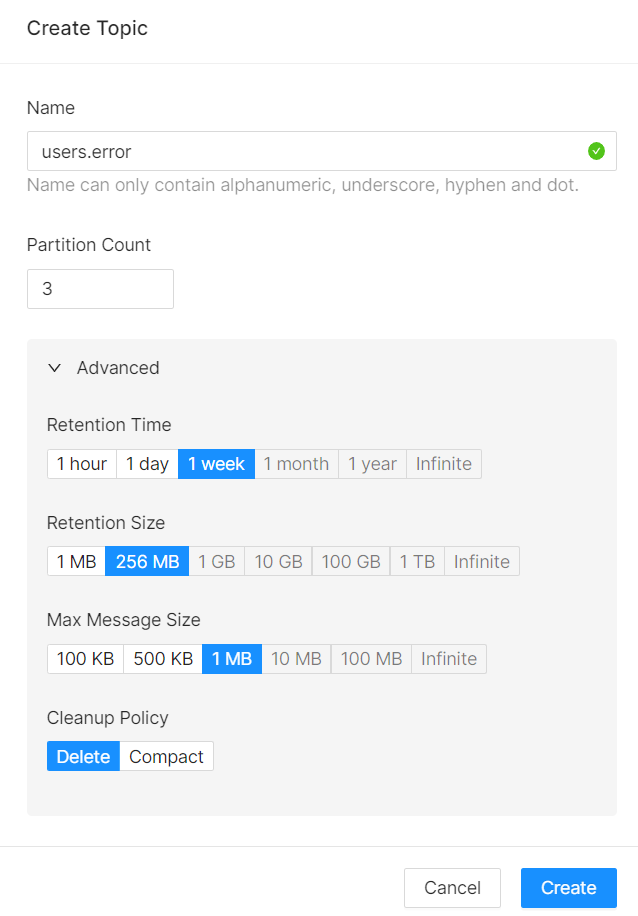 Create Topic
Name
users.error
Name can only contain alphanumeric, underscore, hyphen and dot.
Partition Count
3
Advanced
Retention Time
1 hour 1 day 1 week 1 month 1 year Infinite
Retention Size
1 MB 256 MB 1 GB 10 GB 100 GB 1 TB Infinite
Max Message Size
100 KB 500 KB 1 MB 10 MB 100 MB Infinite
Cleanup Policy
Delete Compact
Cancel Create